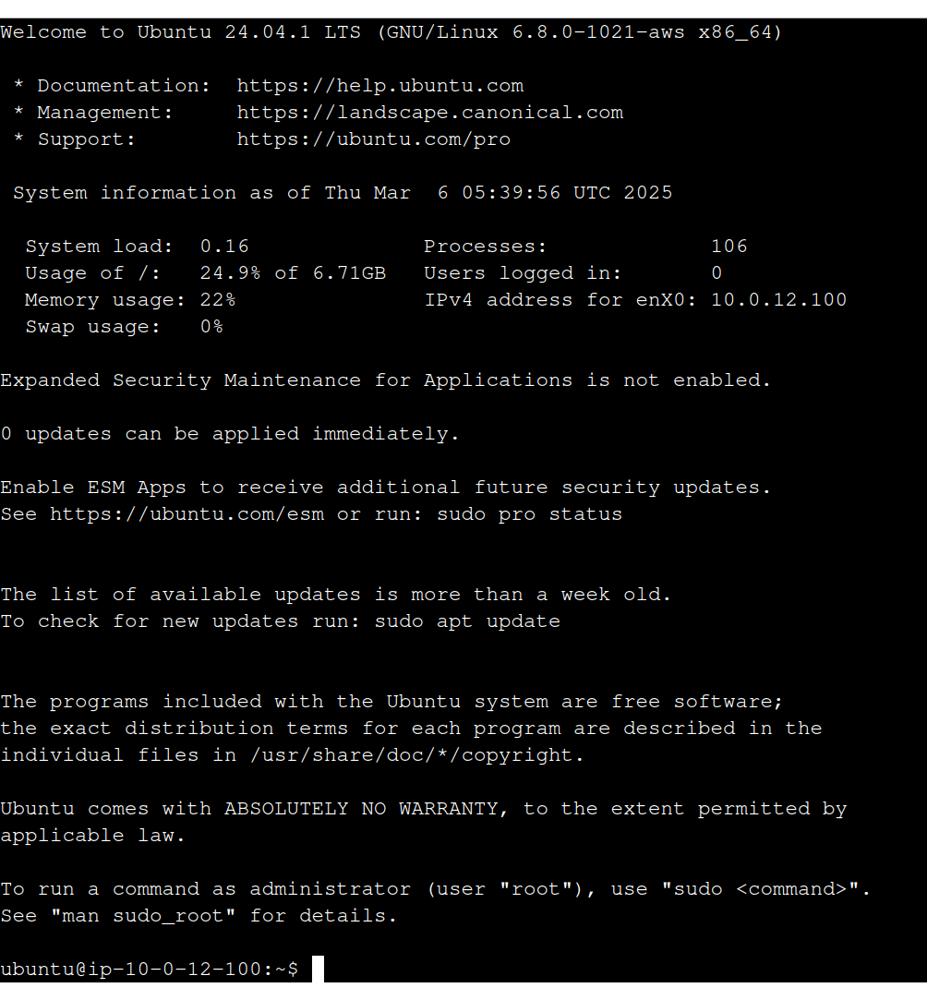 Welcome to Ubuntu 24.04.1 LTS (GNU/Linux 6.8.0-1021-aws x86_64)

 * Documentation:  https://help.ubuntu.com
 * Management:     https://landscape.canonical.com
 * Support:        https://ubuntu.com/pro

 System information as of Thu Mar  6 05:39:56 UTC 2025

  System load:  0.16              Processes:             106
  Usage of /:   24.9% of 6.71GB   Users logged in:       0
  Memory usage: 22%               IPv4 address for enX0: 10.0.12.100
  Swap usage:   0%

Expanded Security Maintenance for Applications is not enabled.

0 updates can be applied immediately.

Enable ESM Apps to receive additional future security updates.
See https://ubuntu.com/esm or run: sudo pro status


The list of available updates is more than a week old.
To check for new updates run: sudo apt update


The programs included with the Ubuntu system are free software;
the exact distribution terms for each program are described in the
individual files in /usr/share/doc/*/copyright.

Ubuntu comes with ABSOLUTELY NO WARRANTY, to the extent permitted by
applicable law.

To run a command as administrator (user "root"), use "sudo <command>".
See "man sudo_root" for details.

ubuntu@ip-10-0-12-100:~$